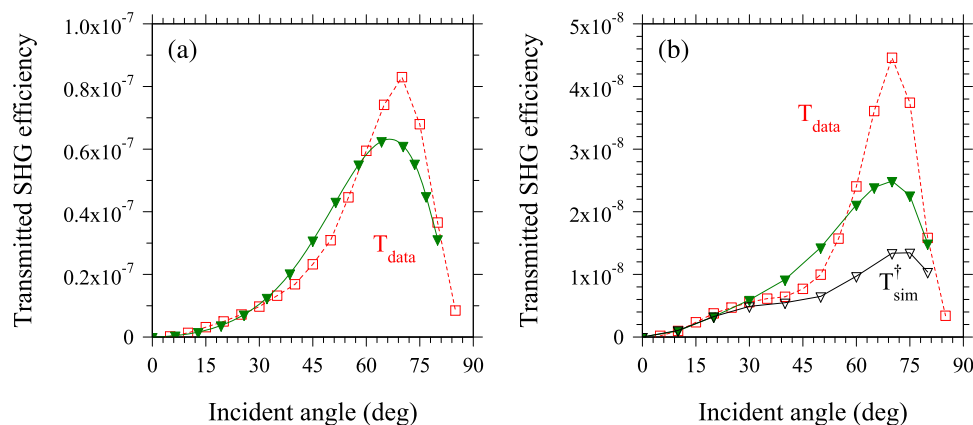 (a)
Transmitted SHG efficiency
1.0x10⁻⁷
0.8x10⁻⁷
0.6x10⁻⁷
0.4x10⁻⁷
0.2x10⁻⁷
0
T_data
0 15 30 45 60 75 90
Incident angle (deg)
(b)
Transmitted SHG efficiency
5x10⁻⁸
4x10⁻⁸
3x10⁻⁸
2x10⁻⁸
1x10⁻⁸
0
T_data
T†_sim
0 15 30 45 60 75 90
Incident angle (deg)